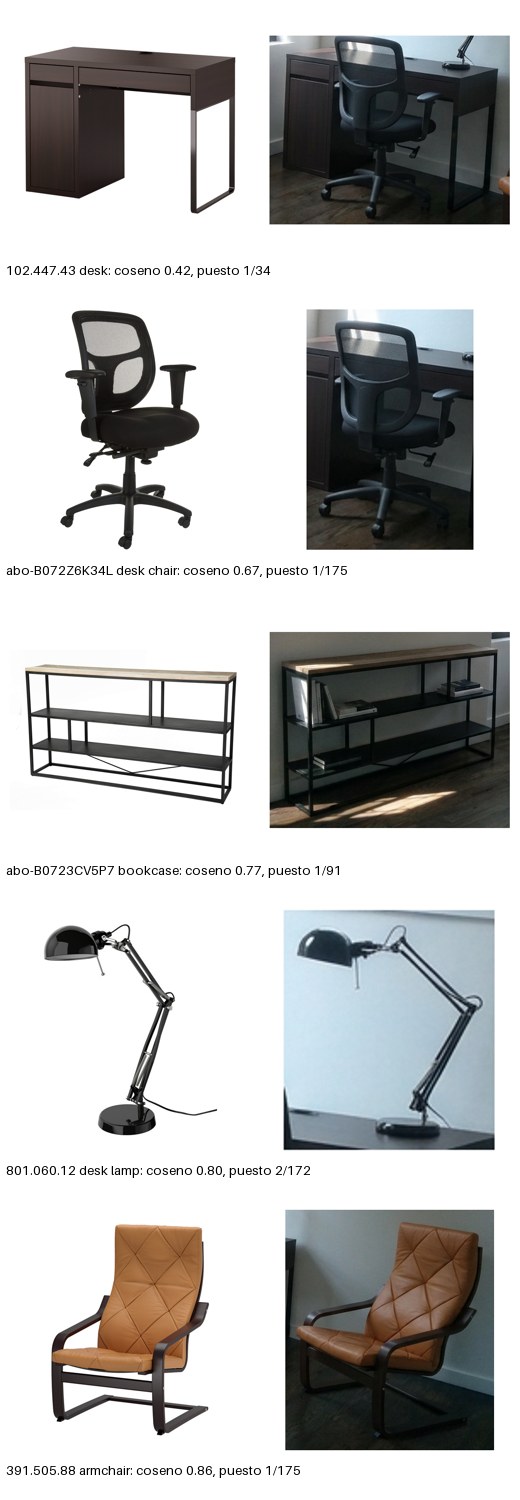 102.447.43 desk: coseno 0.42, puesto 1/34
abo-B072Z6K34L desk chair: coseno 0.67, puesto 1/175
abo-B0723CV5P7 bookcase: coseno 0.77, puesto 1/91
801.060.12 desk lamp: coseno 0.80, puesto 2/172
391.505.88 armchair: coseno 0.86, puesto 1/175